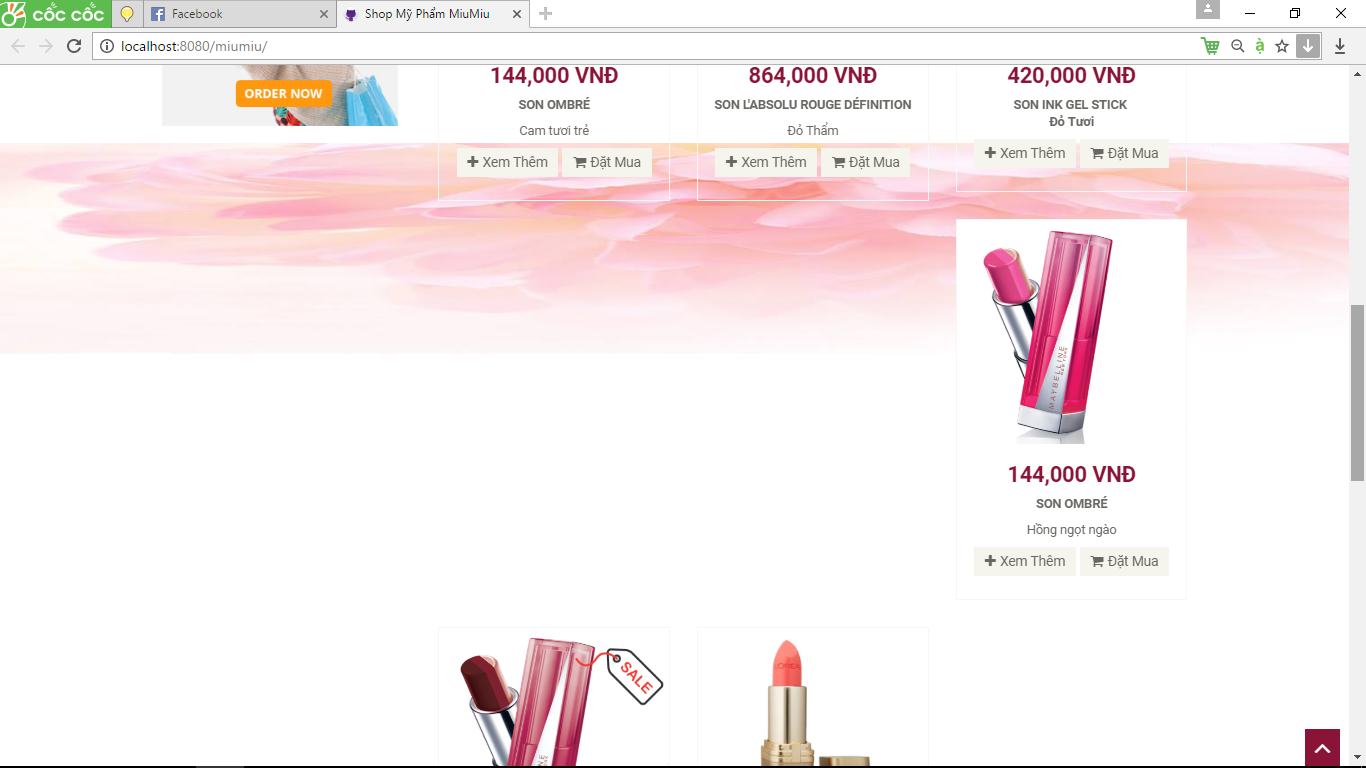 cốc cốc
Facebook
Shop Mỹ Phẩm MiuMiu
localhost:8080/miumiu/
ORDER NOW
144,000 VNĐ
SON OMBRÉ
Cam tươi trẻ
Xem Thêm
Đặt Mua
864,000 VNĐ
SON L'ABSOLU ROUGE DÉFINITION
Đỏ Thẩm
Xem Thêm
Đặt Mua
420,000 VNĐ
SON INK GEL STICK
Đỏ Tươi
Xem Thêm
Đặt Mua
MAYBELLINE
NEW YORK
144,000 VNĐ
SON OMBRÉ
Hồng ngọt ngào
Xem Thêm
Đặt Mua
SALE